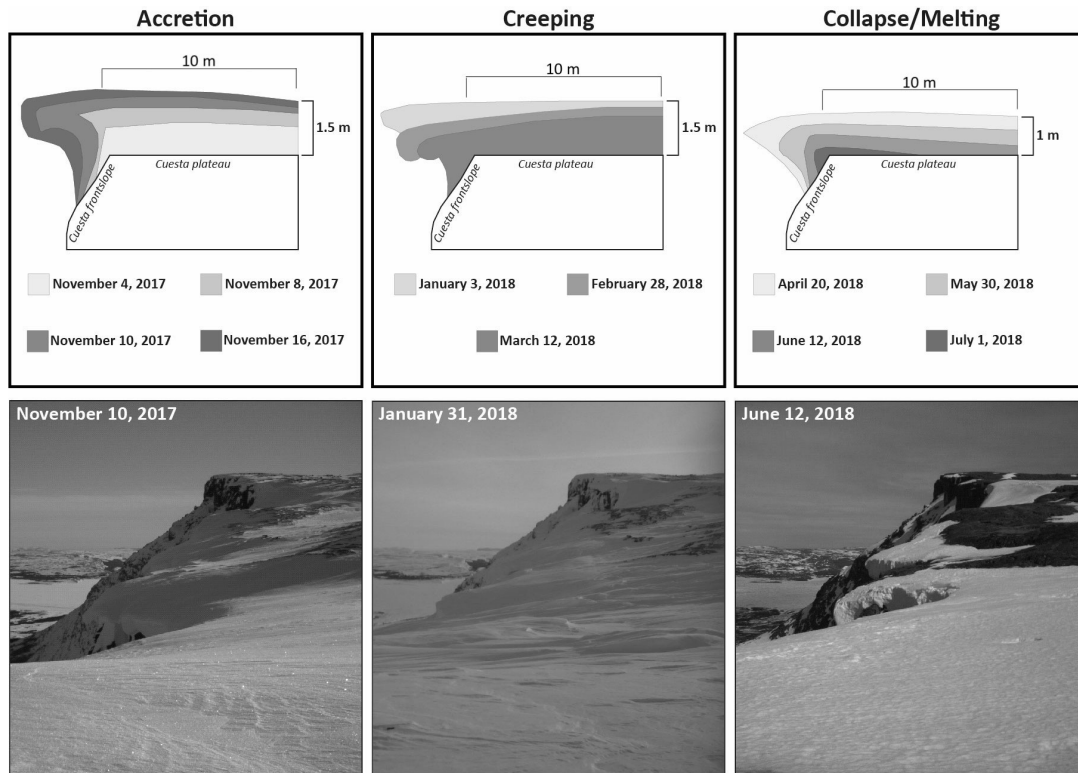 Accretion
10 m
1.5 m
Cuesta plateau
Cuesta frontslope
November 4, 2017
November 8, 2017
November 10, 2017
November 16, 2017
Creeping
10 m
1.5 m
Cuesta plateau
Cuesta frontslope
January 3, 2018
February 28, 2018
March 12, 2018
Collapse/Melting
10 m
1 m
Cuesta plateau
Cuesta frontslope
April 20, 2018
May 30, 2018
June 12, 2018
July 1, 2018
November 10, 2017
January 31, 2018
June 12, 2018